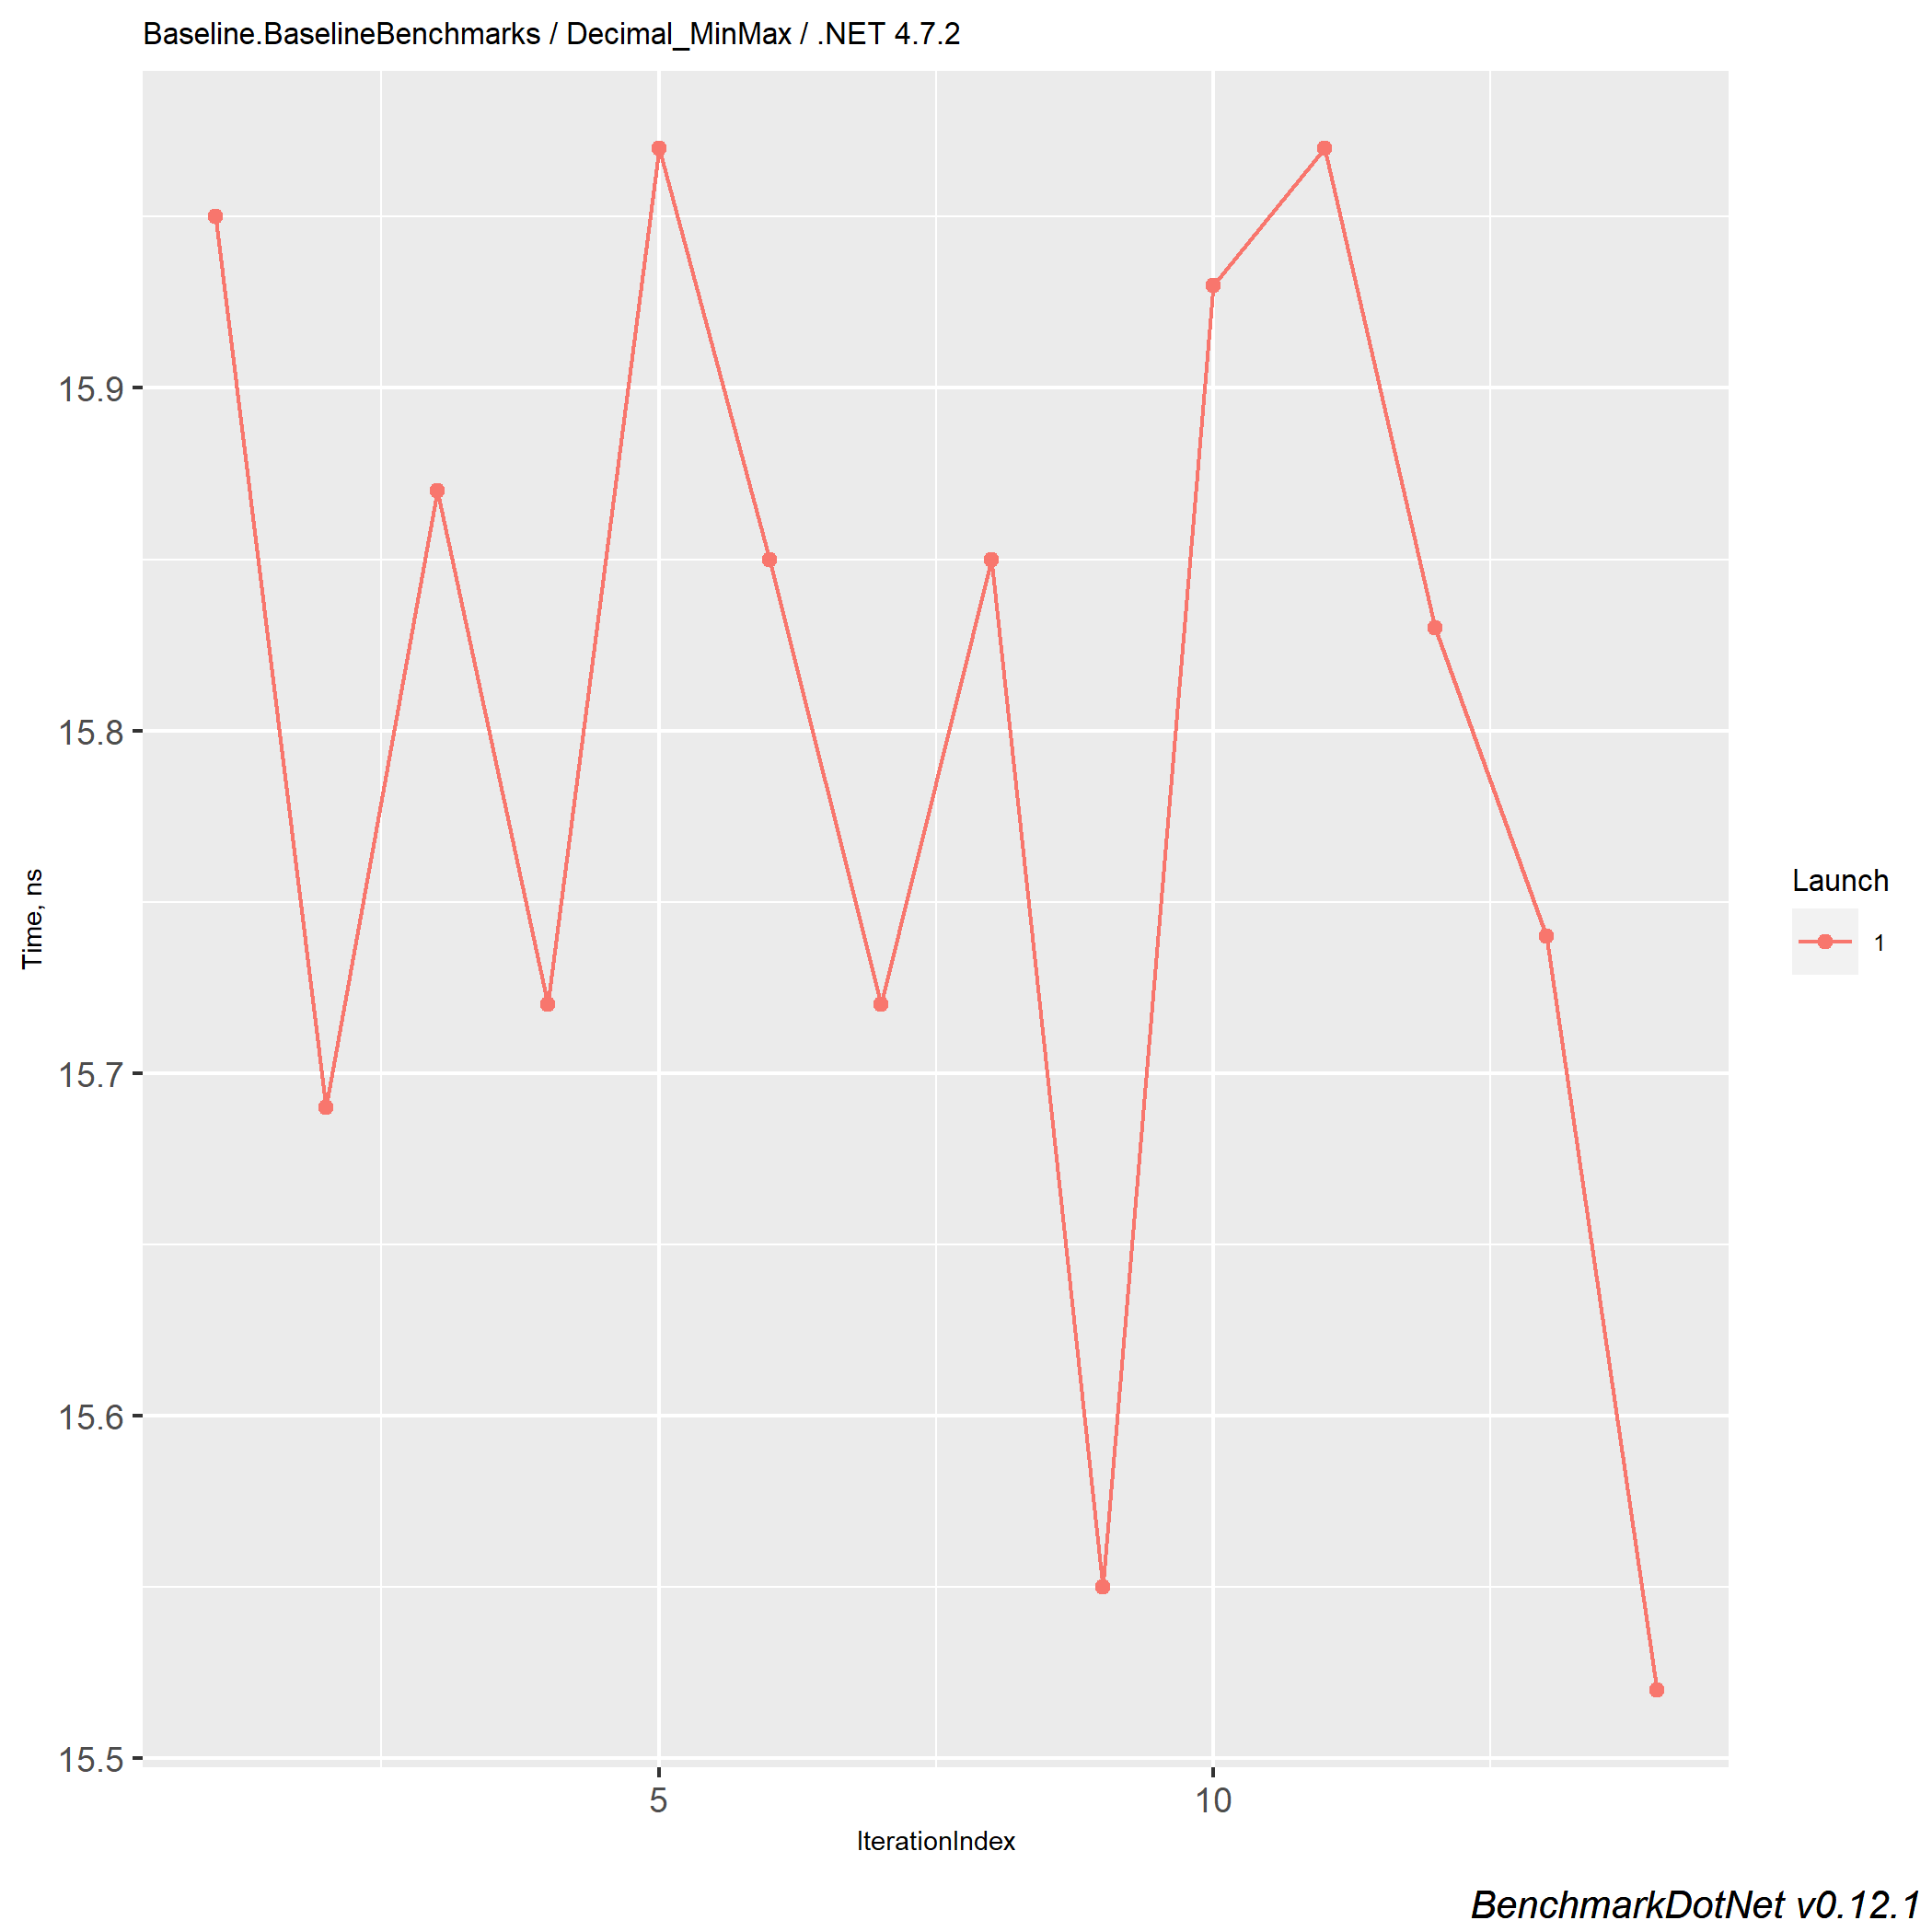 Baseline.BaselineBenchmarks / Decimal_MinMax / .NET 4.7.2
15.9
15.8
15.7
15.6
15.5
Time, ns
5
10
IterationIndex
Launch
1
BenchmarkDotNet v0.12.1